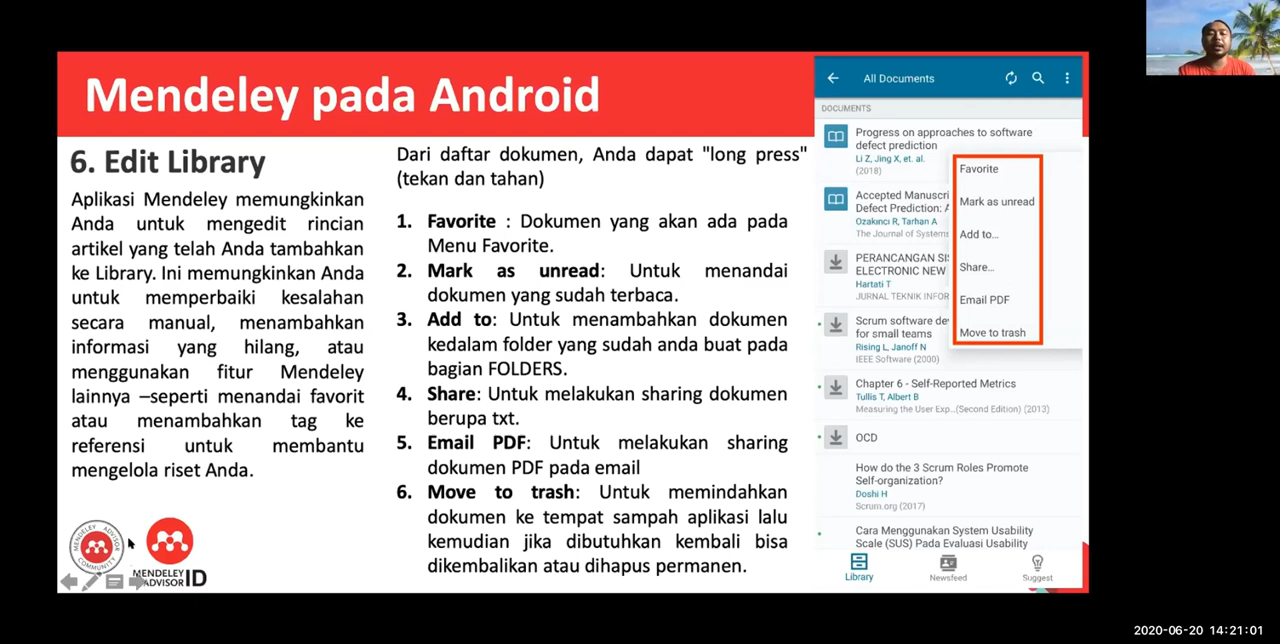 Mendeley pada Android
6. Edit Library
Aplikasi Mendeley memungkinkan
Anda untuk mengedit rincian
artikel yang telah Anda tambahkan
ke Library. Ini memungkinkan Anda
untuk memperbaiki kesalahan
secara manual, menambahkan
informasi yang hilang, atau
menggunakan fitur Mendeley
lainnya –seperti menandai favorit
atau menambahkan tag ke
referensi untuk membantu
mengelola riset Anda.
Dari daftar dokumen, Anda dapat "long press"
(tekan dan tahan)
1. Favorite : Dokumen yang akan ada pada
Menu Favorite.
2. Mark as unread: Untuk menandai
dokumen yang sudah terbaca.
3. Add to: Untuk menambahkan dokumen
kedalam folder yang sudah anda buat pada
bagian FOLDERS.
4. Share: Untuk melakukan sharing dokumen
berupa txt.
5. Email PDF: Untuk melakukan sharing
dokumen PDF pada email
6. Move to trash: Untuk memindahkan
dokumen ke tempat sampah aplikasi lalu
kemudian jika dibutuhkan kembali bisa
dikembalikan atau dihapus permanen.
All Documents
DOCUMENTS
Progress on approaches to software
defect prediction
Li Z, Jing X, et. al.
(2018)
Accepted Manuscri
Defect Prediction: A
Ozakinci R, Tarhan A
The Journal of Systems
PERANCANGAN SIS
ELECTRONIC NEW
Hartati T
JURNAL TEKNIK INFOR
Scrum software de
for small teams
Rising L, Janoff N
IEEE Software (2000)
Chapter 6 - Self-Reported Metrics
Tullis T, Albert B
Measuring the User Exp...(Second Edition) (2013)
OCD
How do the 3 Scrum Roles Promote
Self-organization?
Doshi H
Scrum.org (2017)
Cara Menggunakan System Usability
Scale (SUS) Pada Evaluasi Usability
Favorite
Mark as unread
Add to...
Share...
Email PDF
Move to trash
Library
Newsfeed
Suggest
MENDELEY ADVISOR
COMMUNITY
MENDELEY
ADVISOR ID
2020-06-20 14:21:01